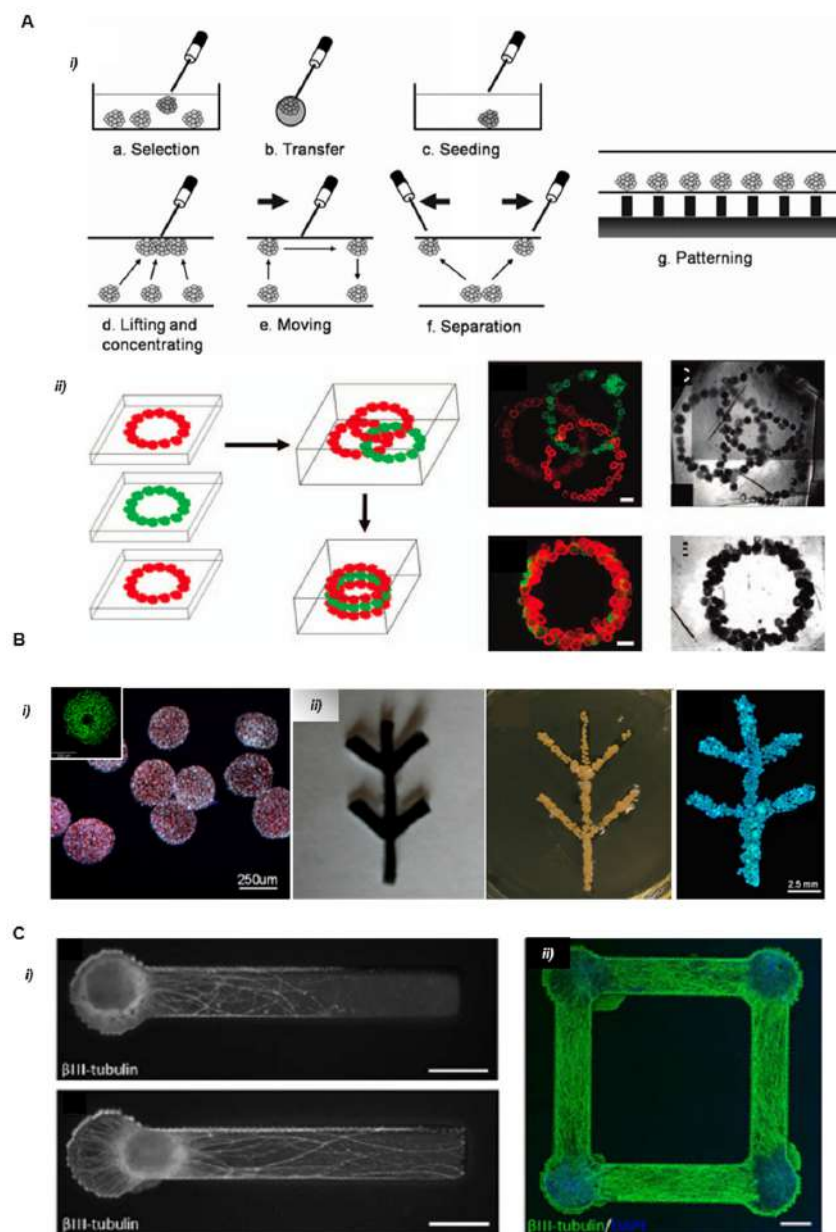 A
i)
a. Selection
b. Transfer
c. Seeding
d. Lifting and
concentrating
e. Moving
f. Separation
g. Patterning
ii)
B
i)
ii)
250um
2.5 mm
C
i)
ii)
βIII-tubulin
βIII-tubulin
βIII-tubulin/DAPI